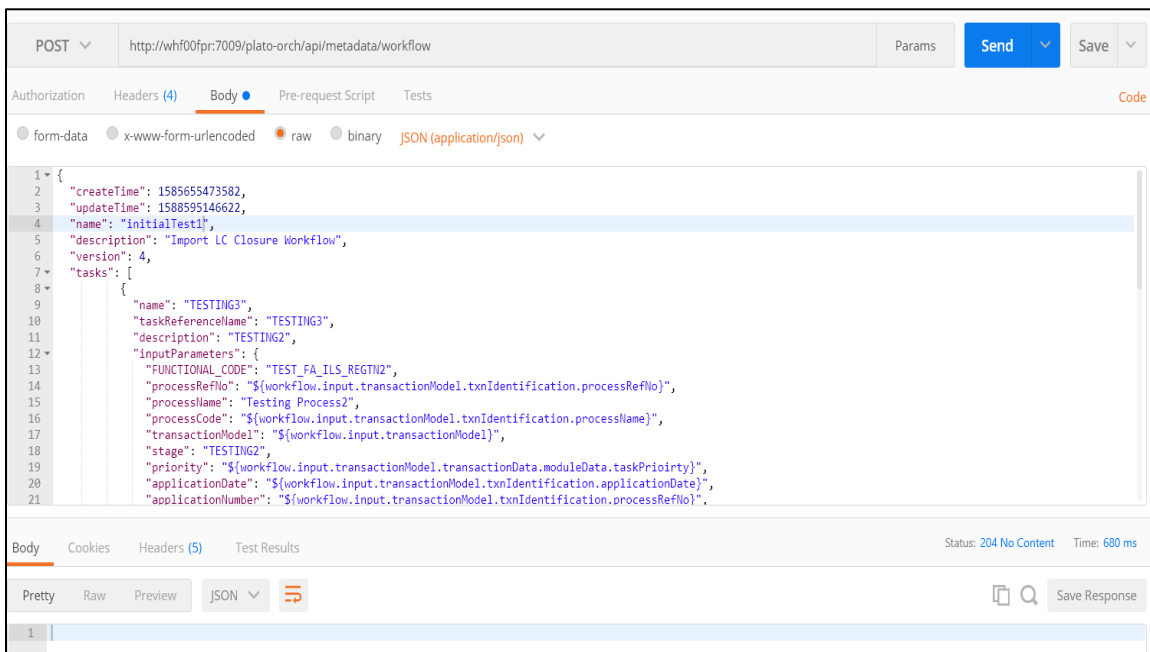 POST http://whf00fpr:7009/plato-orch/api/metadata/workflow Params Send Save
Authorization Headers (4) Body Pre-request Script Tests Code
form-data x-www-form-urlencoded raw binary JSON (application/json)
1 {
2 "createTime": 1585655473582,
3 "updateTime": 1588595146622,
4 "name": "initialTest1",
5 "description": "Import LC Closure Workflow",
6 "version": 4,
7 "tasks": [
8 {
9 "name": "TESTING3",
10 "taskReferenceName": "TESTING3",
11 "description": "TESTING2",
12 "inputParameters": {
13 "FUNCTIONAL_CODE": "TEST_FA_ILS_REGTN2",
14 "processRefNo": "${workflow.input.transactionModel.txnIdentification.processRefNo}",
15 "processName": "Testing Process2",
16 "processCode": "${workflow.input.transactionModel.txnIdentification.processName}",
17 "transactionModel": "${workflow.input.transactionModel}",
18 "stage": "TESTING2",
19 "priority": "${workflow.input.transactionModel.transactionData.moduleData.taskPrioirty}",
20 "applicationDate": "${workflow.input.transactionModel.txnIdentification.applicationDate}",
21 "applicationNumber": "${workflow.input.transactionModel.txnIdentification.processRefNo}",
Body Cookies Headers (5) Test Results Status: 204 No Content Time: 680 ms
Pretty Raw Preview JSON Save Response
1